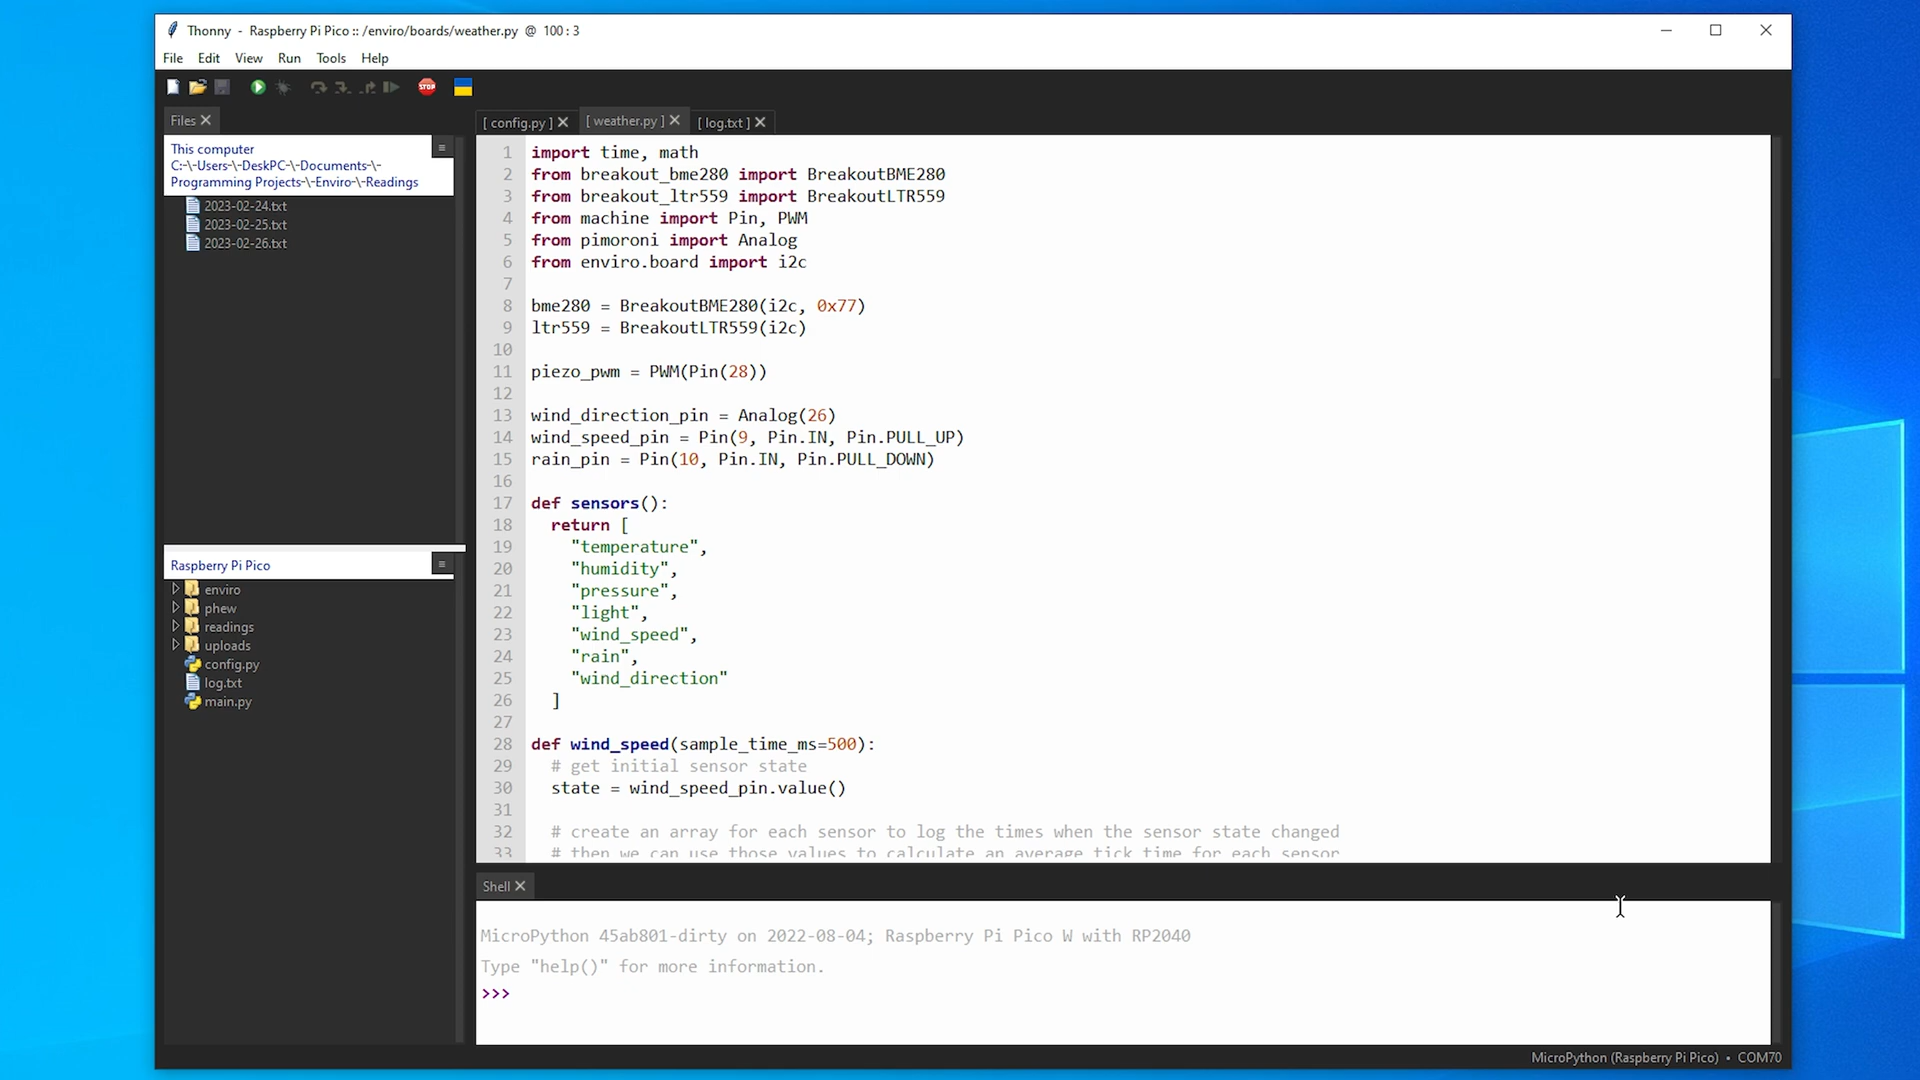 Thonny - Raspberry Pi Pico :: /enviro/boards/weather.py @ 100 : 3
File Edit View Run Tools Help
STOP
Files
This computer
C:-\-Users-\-DeskPC-\-Documents-\-
Programming Projects-\-Enviro-\-Readings
2023-02-24.txt
2023-02-25.txt
2023-02-26.txt
Raspberry Pi Pico
enviro
phew
readings
uploads
config.py
log.txt
main.py
[ config.py ] [ weather.py ] [ log.txt ]
1 import time, math
2 from breakout_bme280 import BreakoutBME280
3 from breakout_ltr559 import BreakoutLTR559
4 from machine import Pin, PWM
5 from pimoroni import Analog
6 from enviro.board import i2c
7
8 bme280 = BreakoutBME280(i2c, 0x77)
9 ltr559 = BreakoutLTR559(i2c)
10
11 piezo_pwm = PWM(Pin(28))
12
13 wind_direction_pin = Analog(26)
14 wind_speed_pin = Pin(9, Pin.IN, Pin.PULL_UP)
15 rain_pin = Pin(10, Pin.IN, Pin.PULL_DOWN)
16
17 def sensors():
18 return [
19 "temperature",
20 "humidity",
21 "pressure",
22 "light",
23 "wind_speed",
24 "rain",
25 "wind_direction"
26 ]
27
28 def wind_speed(sample_time_ms=500):
29 # get initial sensor state
30 state = wind_speed_pin.value()
31
32 # create an array for each sensor to log the times when the sensor state changed
33 # then we can use those values to calculate an average tick time for each sensor
Shell
MicroPython 45ab801-dirty on 2022-08-04; Raspberry Pi Pico W with RP2040
Type "help()" for more information.
>>>
MicroPython (Raspberry Pi Pico) • COM70